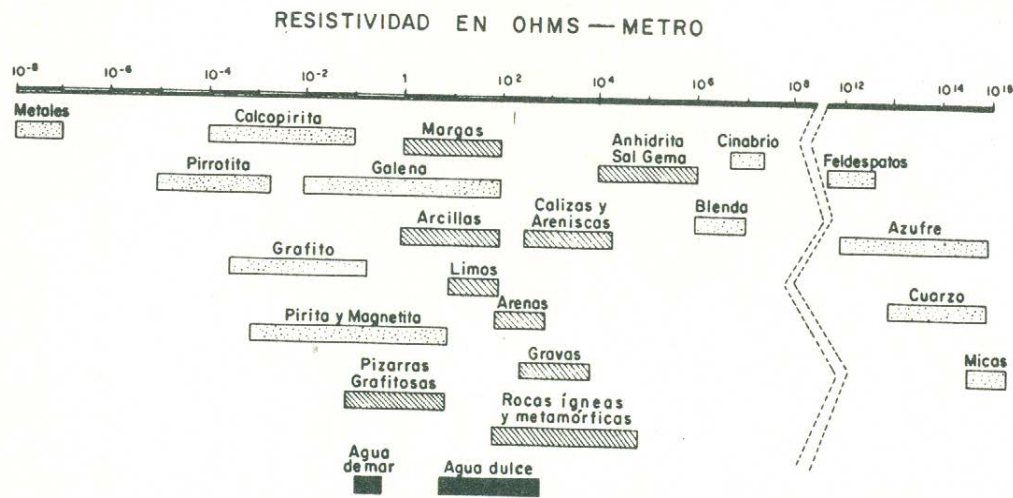 RESISTIVIDAD EN OHMS — METRO
10⁻⁸ 10⁻⁶ 10⁻⁴ 10⁻² 1 10² 10⁴ 10⁶ 10⁸ 10¹² 10¹⁴ 10¹⁶
Metales
Calcopirita
Margas
Anhidrita
Sal Gema
Cinabrio
Feldespatos
Pirrotita
Galena
Arcillas
Calizas y
Areniscas
Blenda
Azufre
Grafito
Limos
Arenas
Cuarzo
Pirita y Magnetita
Pizarras
Grafitosas
Gravas
Micas
Rocas ígneas
y metamórficas
Agua
de mar
Agua dulce